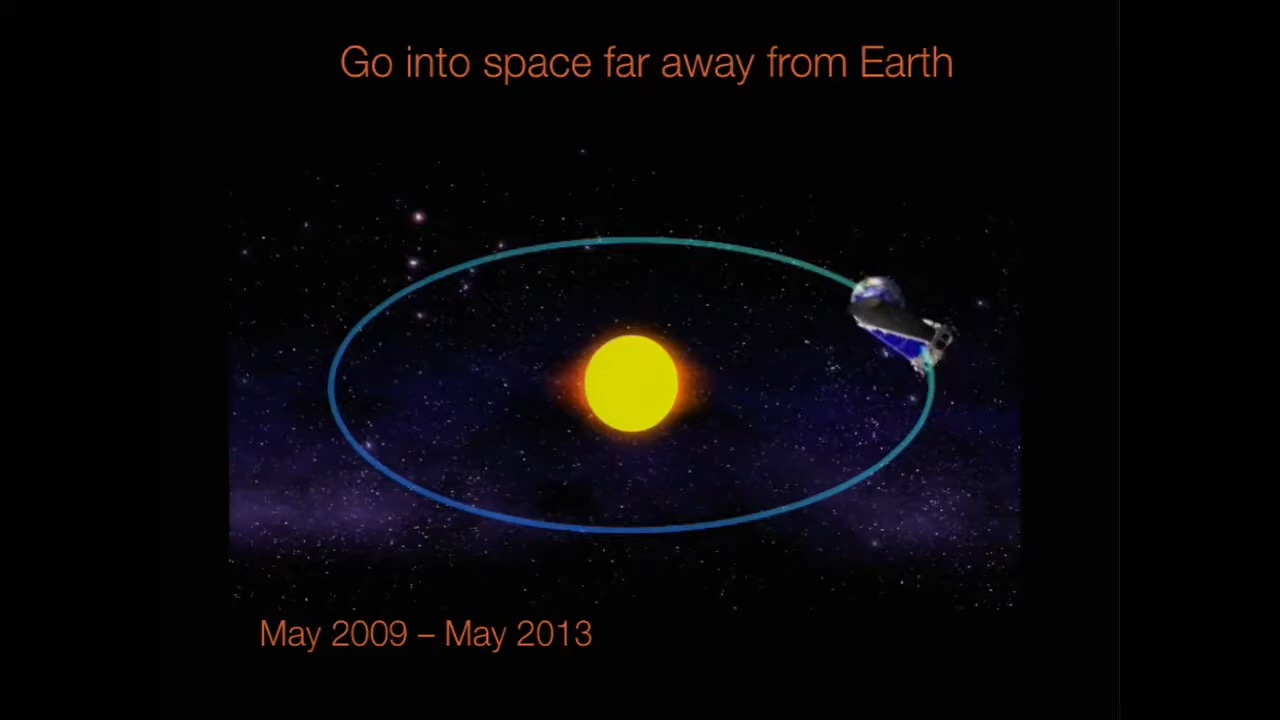 Go into space far away from Earth
May 2009 – May 2013